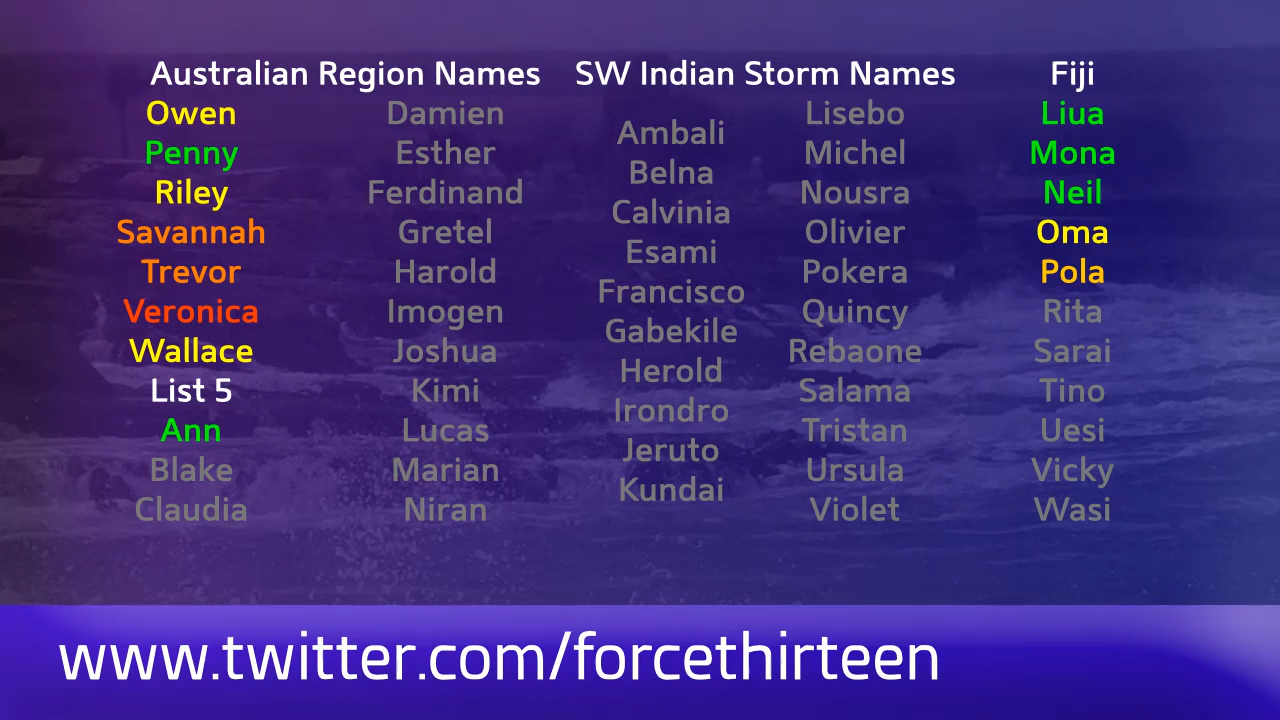 Australian Region Names
Owen
Penny
Riley
Savannah
Trevor
Veronica
Wallace
List 5
Ann
Blake
Claudia
Damien
Esther
Ferdinand
Gretel
Harold
Imogen
Joshua
Kimi
Lucas
Marian
Niran
SW Indian Storm Names
Ambali
Belna
Calvinia
Esami
Francisco
Gabekile
Herold
Irondro
Jeruto
Kundai
Lisebo
Michel
Nousra
Olivier
Pokera
Quincy
Rebaone
Salama
Tristan
Ursula
Violet
Fiji
Liua
Mona
Neil
Oma
Pola
Rita
Sarai
Tino
Uesi
Vicky
Wasi
www.twitter.com/forcethirteen